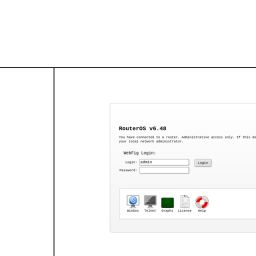 RouterOS v6.48
You have connected to a router. Administrative access only. If this de
your local network administrator.
WebFig Login:
Login: admin
Login
Password:
Winbox Telnet Graphs License Help